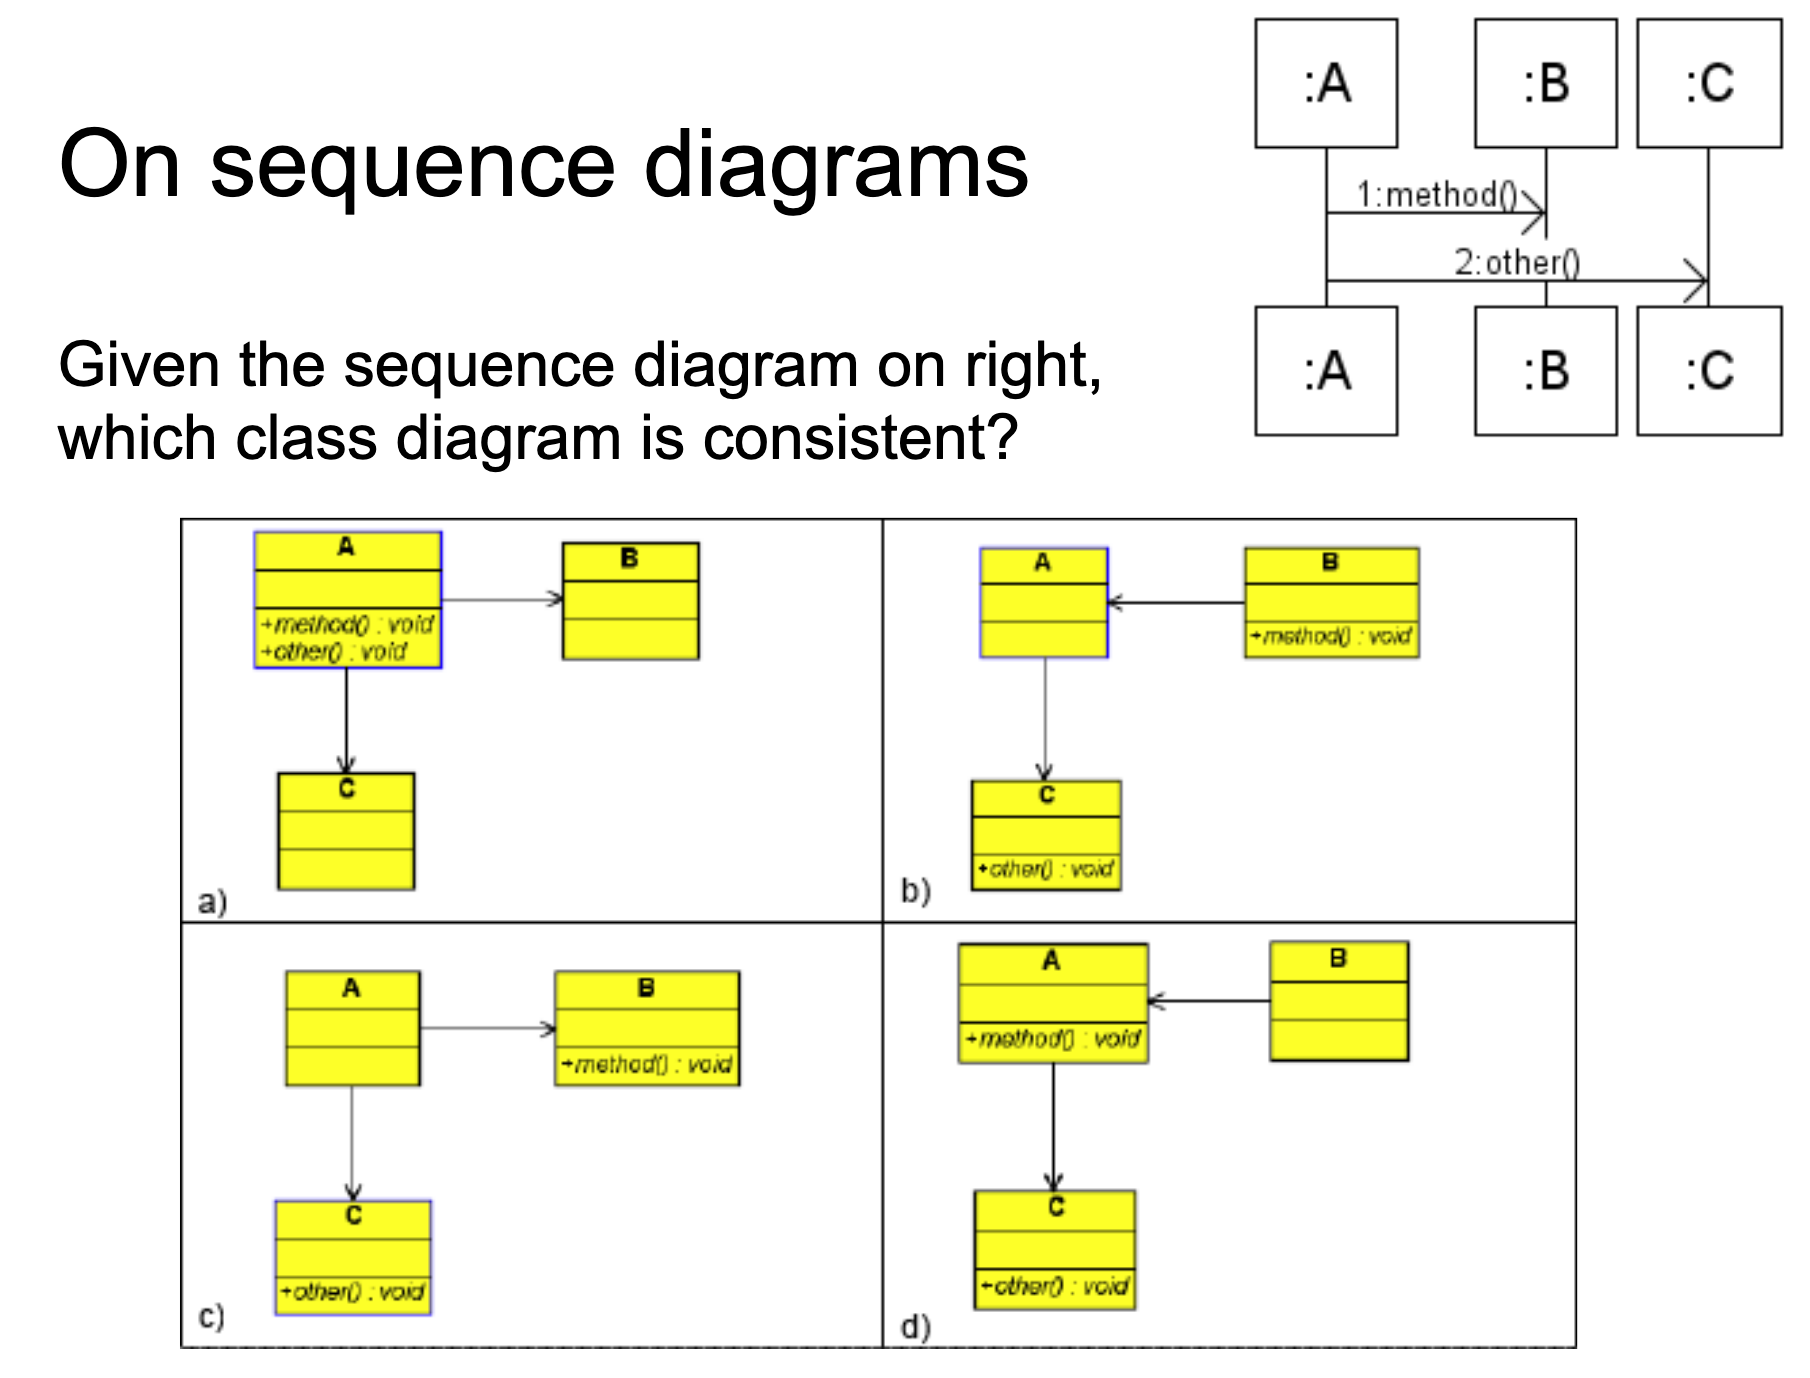 On sequence diagrams
Given the sequence diagram on right,
which class diagram is consistent?
:A
:B
:C
1:method()
2:other()
:A
:B
:C
A
+method() : void
+other() : void
B
C
a)
A
B
+method() : void
C
+other() : void
b)
A
B
+method() : void
C
+other() : void
c)
A
+method() : void
B
C
+other() : void
d)